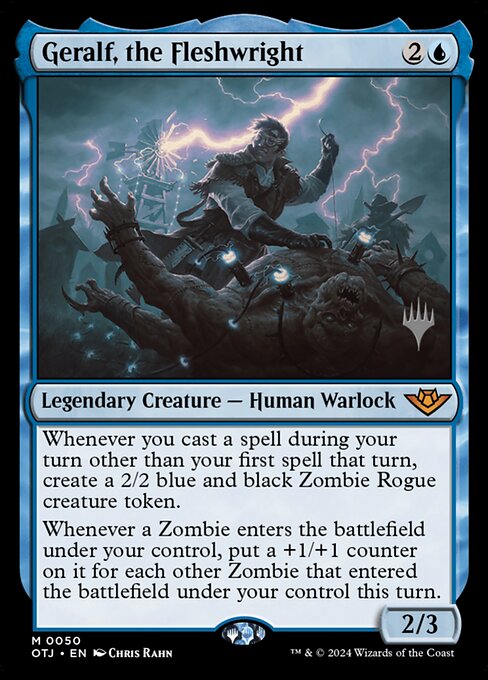 Geralf, the Fleshwright 2
Legendary Creature — Human Warlock
Whenever you cast a spell during your
turn other than your first spell that turn,
create a 2/2 blue and black Zombie Rogue
creature token.
Whenever a Zombie enters the battlefield
under your control, put a +1/+1 counter
on it for each other Zombie that entered
the battlefield under your control this turn.
2/3
M 0050
OTJ • EN Chris Rahn
™ & © 2024 Wizards of the Coast